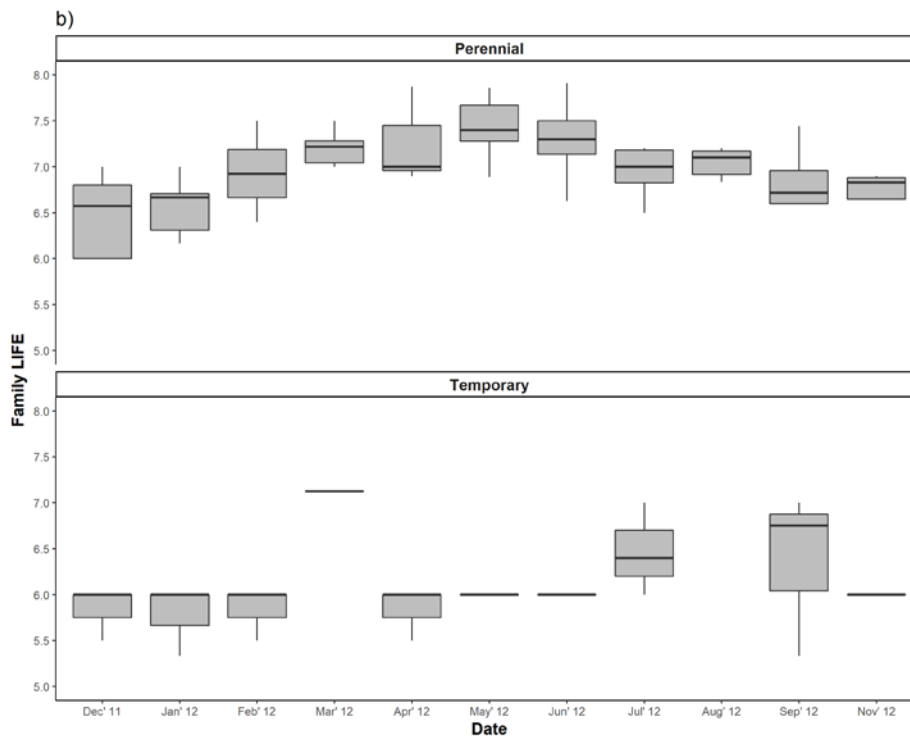 b)
Perennial
8.0
7.5
7.0
6.5
6.0
5.5
5.0
Family LIFE
Temporary
8.0
7.5
7.0
6.5
6.0
5.5
5.0
Dec' 11 Jan' 12 Feb' 12 Mar' 12 Apr' 12 May' 12 Jun' 12 Jul' 12 Aug' 12 Sep' 12 Nov' 12
Date